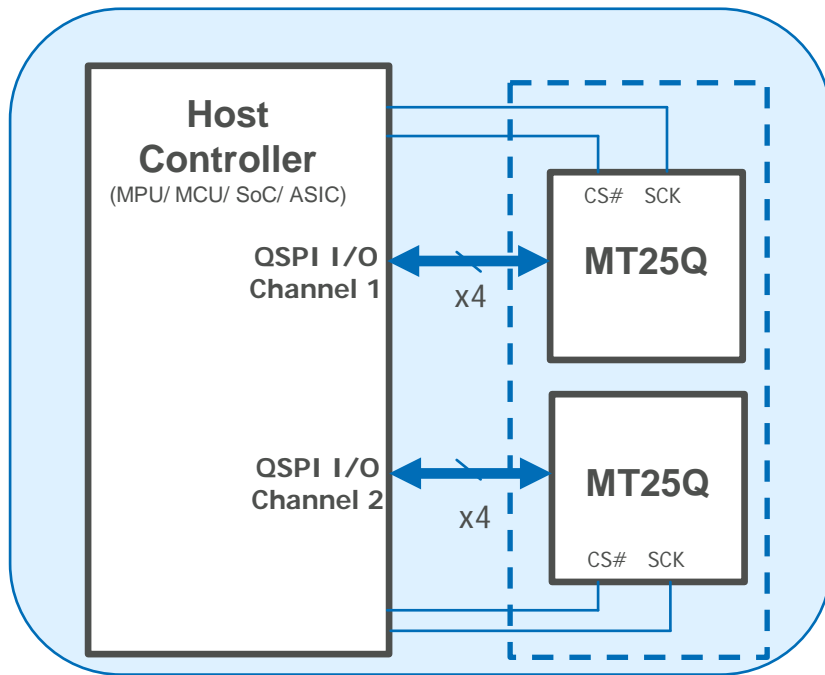 Host
Controller
(MPU/ MCU/ SoC/ ASIC)
CS# SCK
QSPI I/O
Channel 1
x4
MT25Q
QSPI I/O
Channel 2
x4
MT25Q
CS# SCK